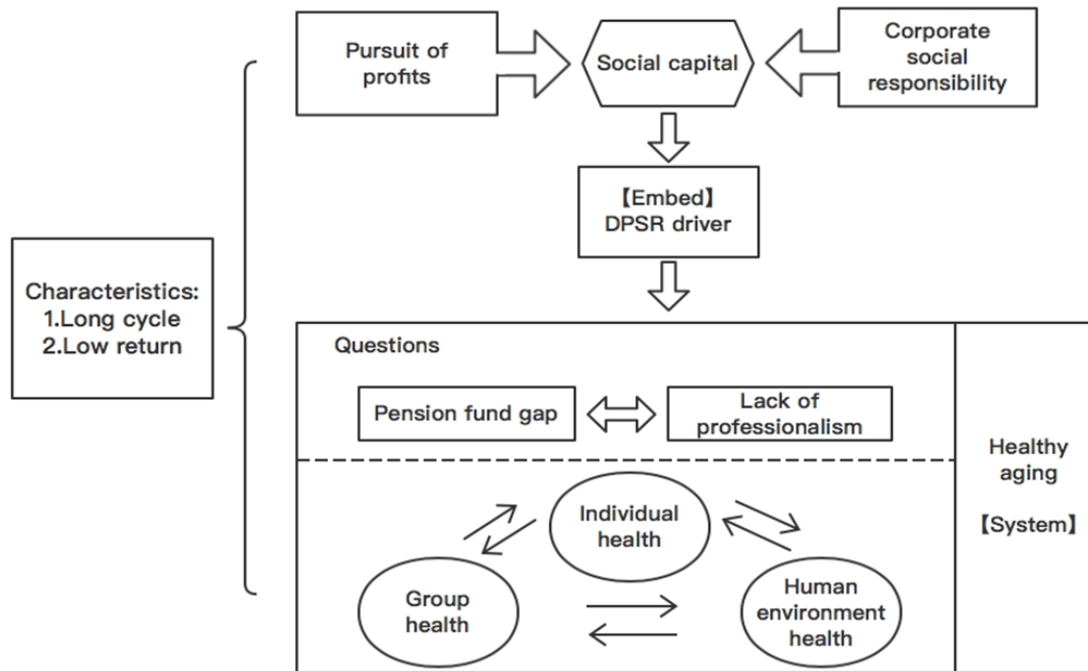 Pursuit of
profits
Social capital
Corporate
social
responsibility
【Embed】
DPSR driver
Characteristics:
1.Long cycle
2.Low return
Questions
Pension fund gap
Lack of
professionalism
Healthy
aging
【System】
Individual
health
Group
health
Human
environment
health